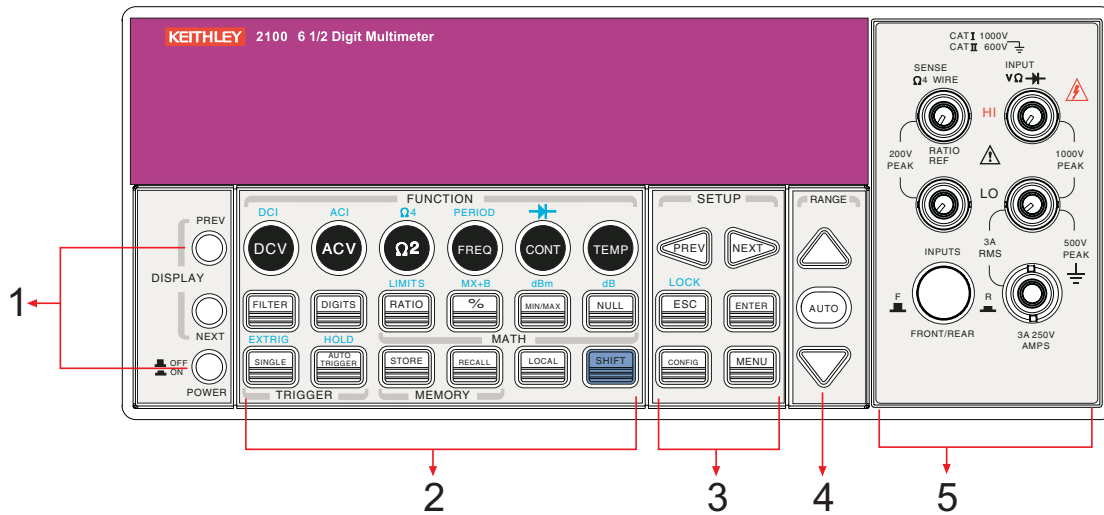 KEITHLEY 2100 6 1/2 Digit Multimeter
CAT I 1000V
CAT II 600V
SENSE
Ω4 WIRE
INPUT
VΩ
HI
RATIO
REF
200V
PEAK
1000V
PEAK
LO
INPUTS
3A
RMS
500V
PEAK
F
R
FRONT/REAR
3A 250V
AMPS
PREV
DISPLAY
NEXT
OFF
ON
POWER
FUNCTION
DCI ACI Ω4 PERIOD
DCV ACV Ω2 FREQ CONT TEMP
LIMITS MX+B dBm dB
FILTER DIGITS RATIO % MIN/MAX NULL
EXTRIG HOLD MATH
SINGLE AUTO TRIGGER STORE RECALL LOCAL SHIFT
TRIGGER MEMORY
SETUP
PREV NEXT
LOCK
ESC ENTER
CONFIG MENU
RANGE
AUTO
1
2
3
4
5